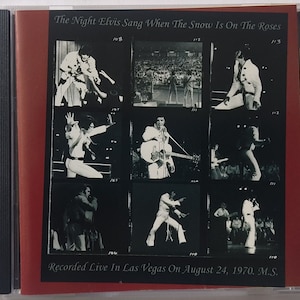 The Night Elvis Sang When The Snow Is On The Roses
Recorded Live In Las Vegas On August 24, 1970. M.S.